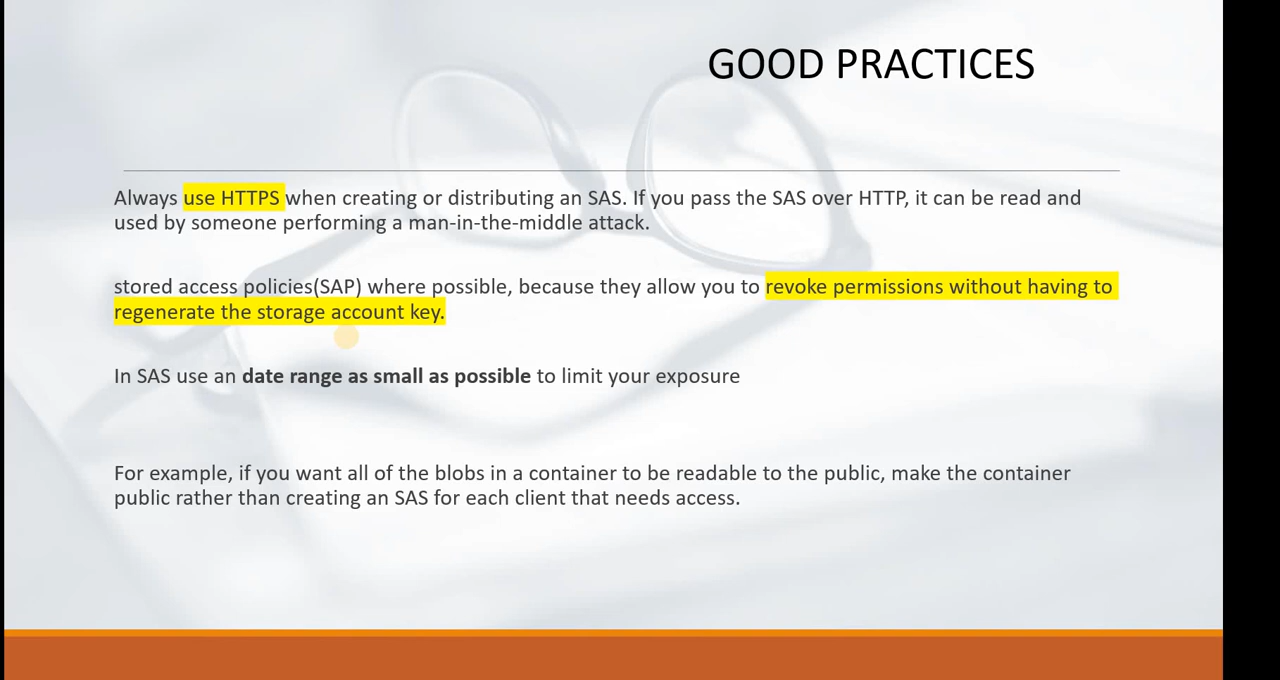 GOOD PRACTICES
Always use HTTPS when creating or distributing an SAS. If you pass the SAS over HTTP, it can be read and
used by someone performing a man-in-the-middle attack.
stored access policies(SAP) where possible, because they allow you to revoke permissions without having to
regenerate the storage account key.
In SAS use an date range as small as possible to limit your exposure
For example, if you want all of the blobs in a container to be readable to the public, make the container
public rather than creating an SAS for each client that needs access.